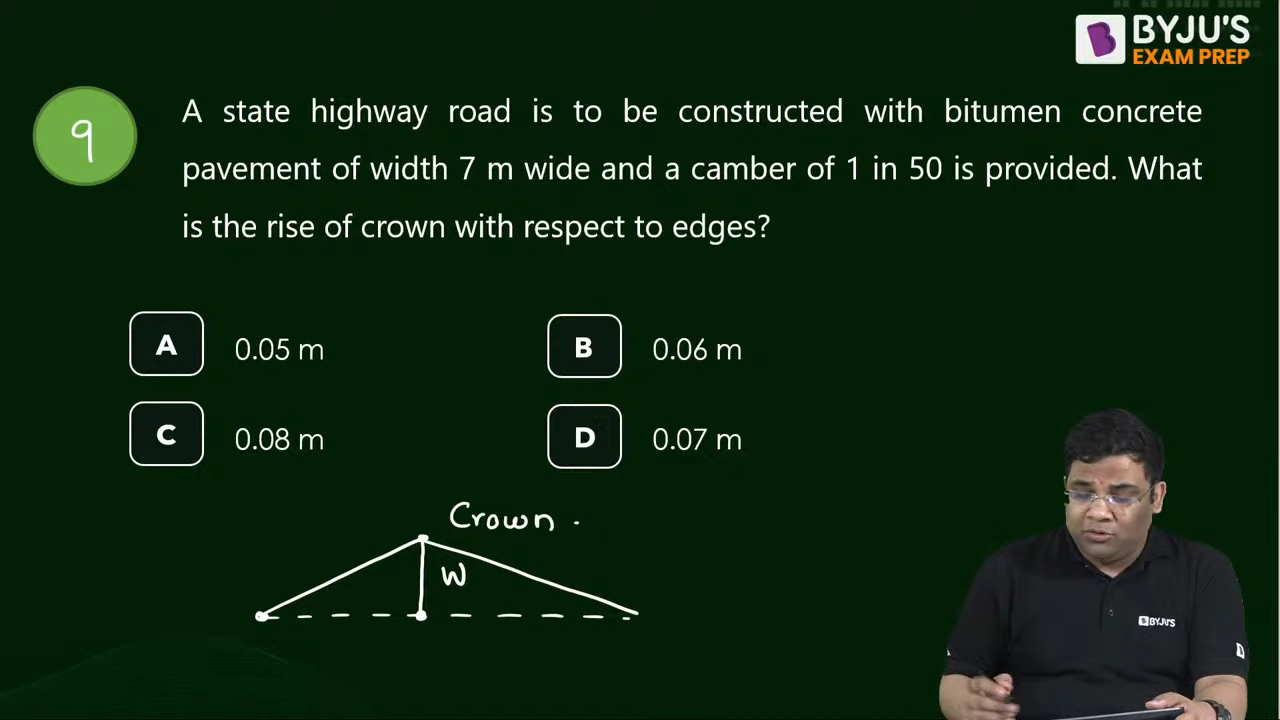 BYJU'S
EXAM PREP
9
A state highway road is to be constructed with bitumen concrete
pavement of width 7 m wide and a camber of 1 in 50 is provided. What
is the rise of crown with respect to edges?
A 0.05 m B 0.06 m
C 0.08 m D 0.07 m
Crown
W
BYJU'S